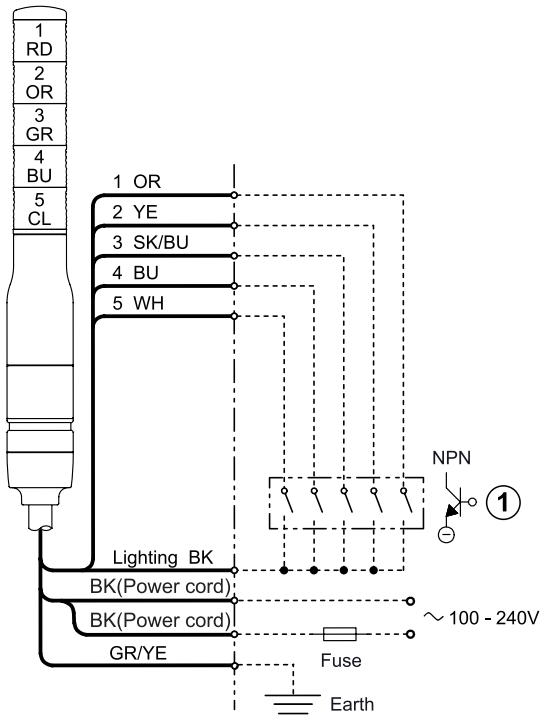 1
RD
2
OR
3
GR
4
BU
5
CL
1 OR
2 YE
3 SK/BU
4 BU
5 WH
NPN
1
Lighting BK
BK(Power cord)
BK(Power cord)
~ 100 - 240V
Fuse
GR/YE
Earth